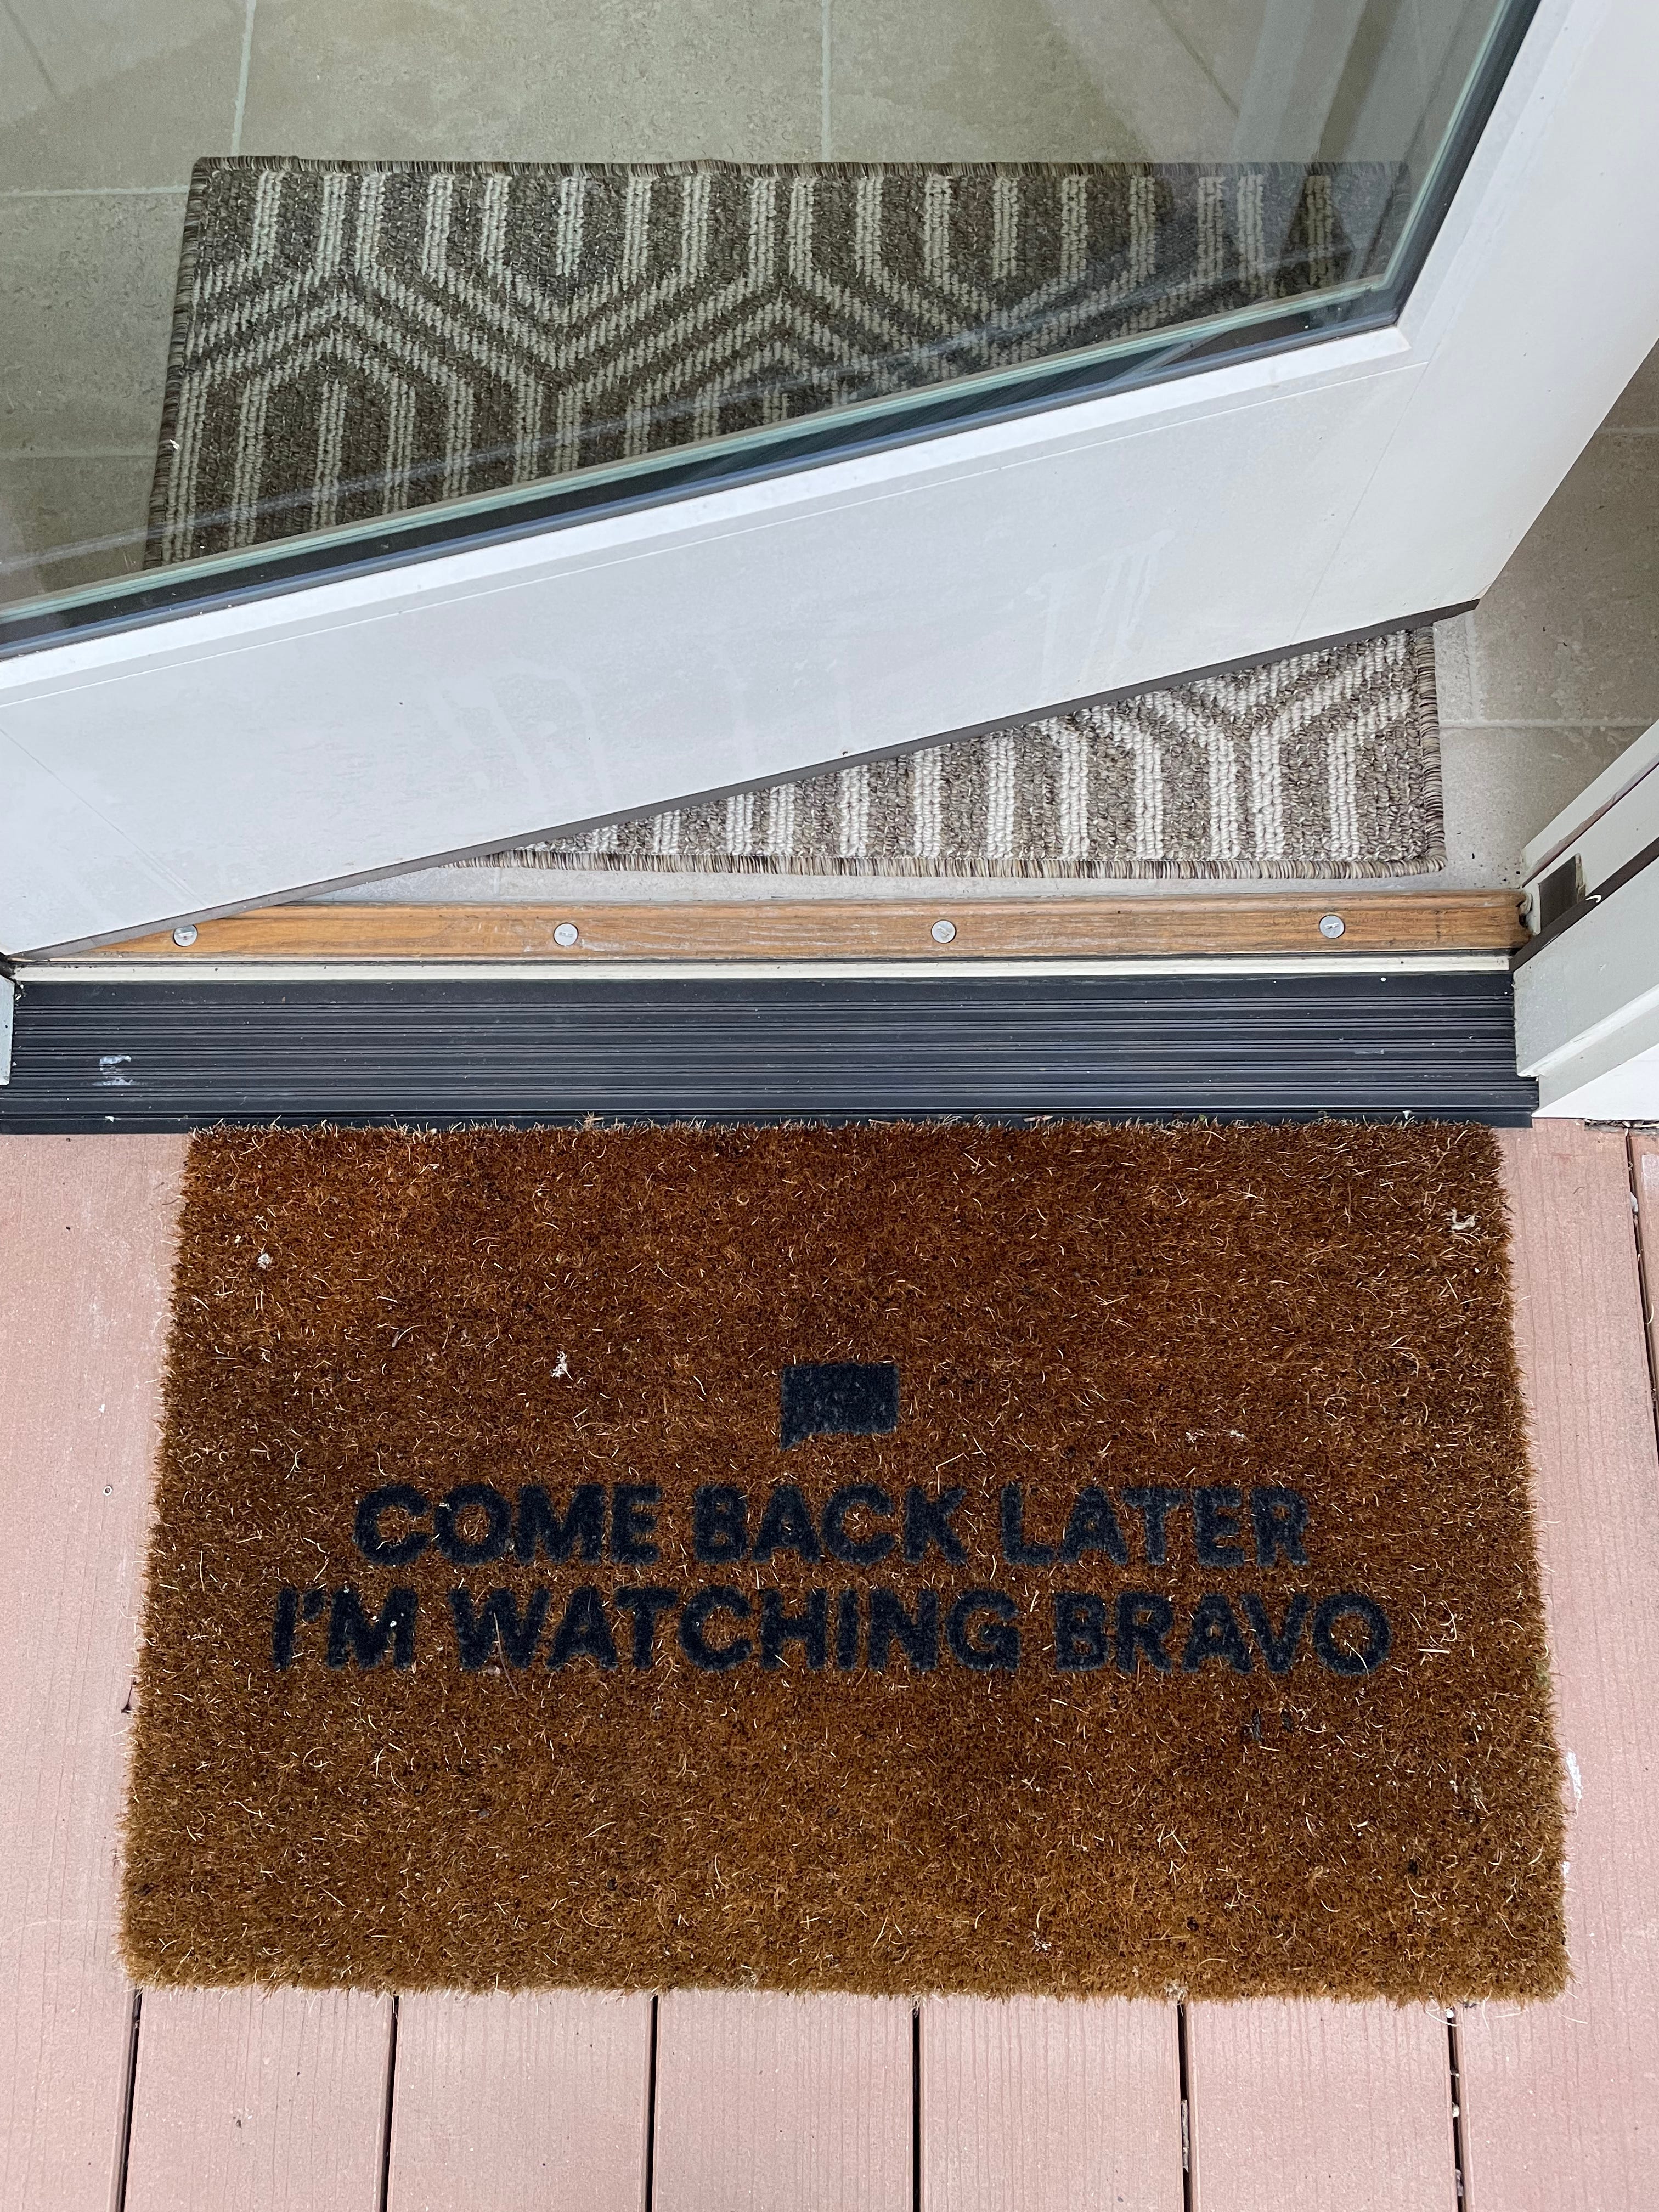 COME BACK LATER
I'M WATCHING BRAVO